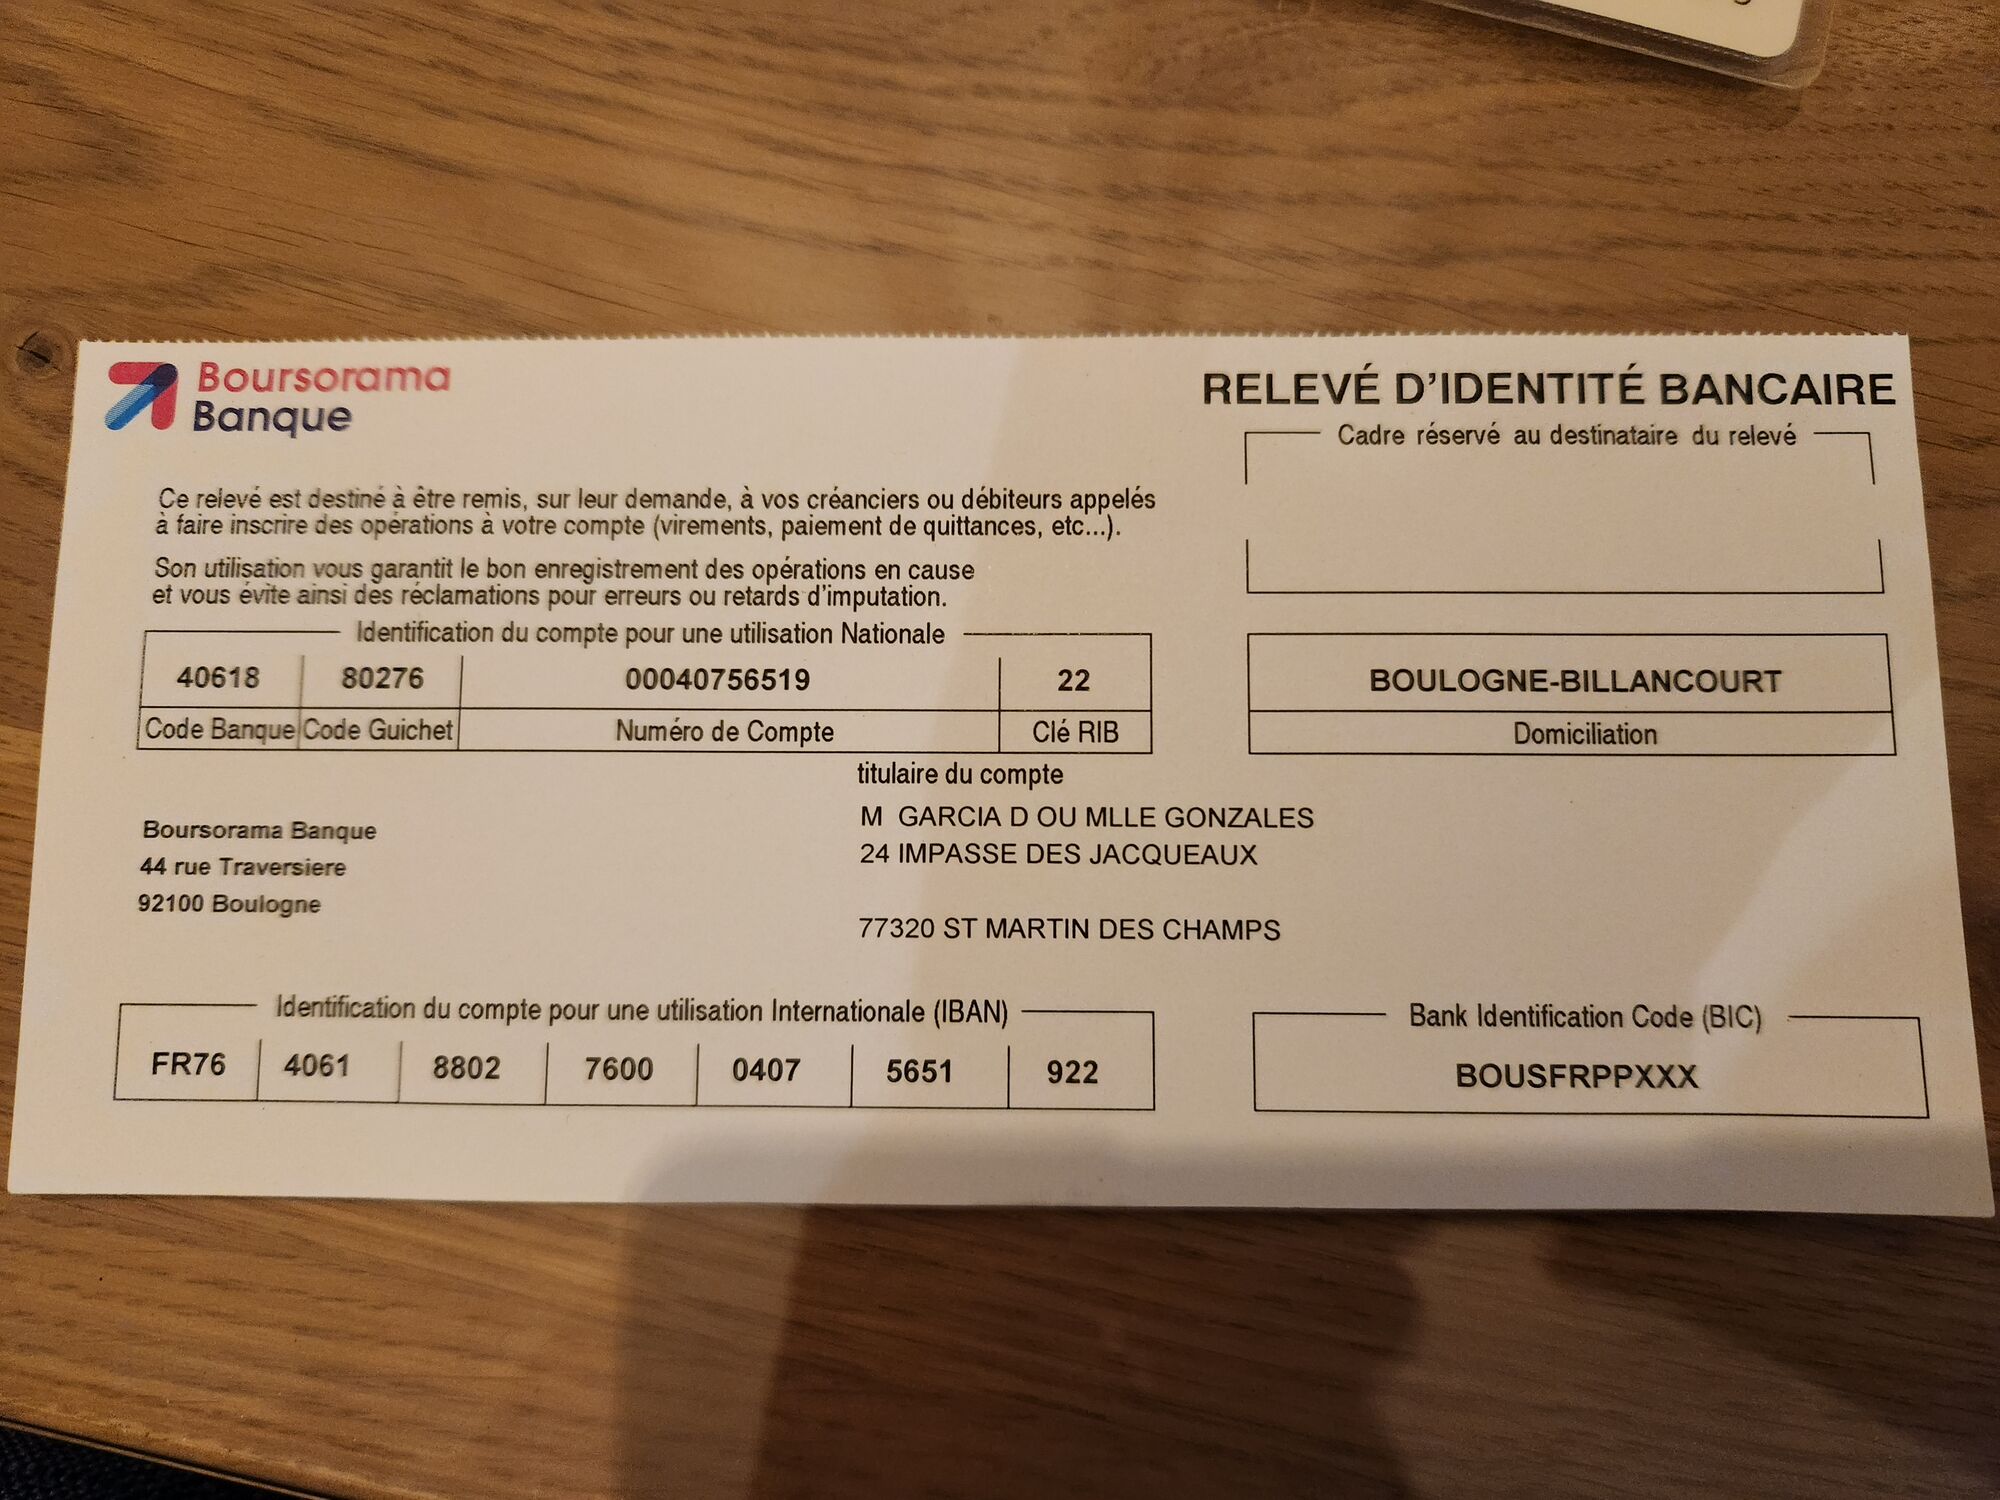 Boursorama
Banque
RELEVÉ D'IDENTITÉ BANCAIRE
Cadre réservé au destinataire du relevé
Ce relevé est destiné à être remis, sur leur demande, à vos créanciers ou débiteurs appelés
à faire inscrire des opérations à votre compte (virements, paiement de quittances, etc...).
Son utilisation vous garantit le bon enregistrement des opérations en cause
et vous évite ainsi des réclamations pour erreurs ou retards d'imputation.
Identification du compte pour une utilisation Nationale
40618 80276 00040756519 22
Code Banque Code Guichet Numéro de Compte Clé RIB
BOULOGNE-BILLANCOURT
Domiciliation
titulaire du compte
M GARCIA D OU MLLE GONZALES
24 IMPASSE DES JACQUEAUX
77320 ST MARTIN DES CHAMPS
Boursorama Banque
44 rue Traversiere
92100 Boulogne
Identification du compte pour une utilisation Internationale (IBAN)
FR76 4061 8802 7600 0407 5651 922
Bank Identification Code (BIC)
BOUSFRPPXXX